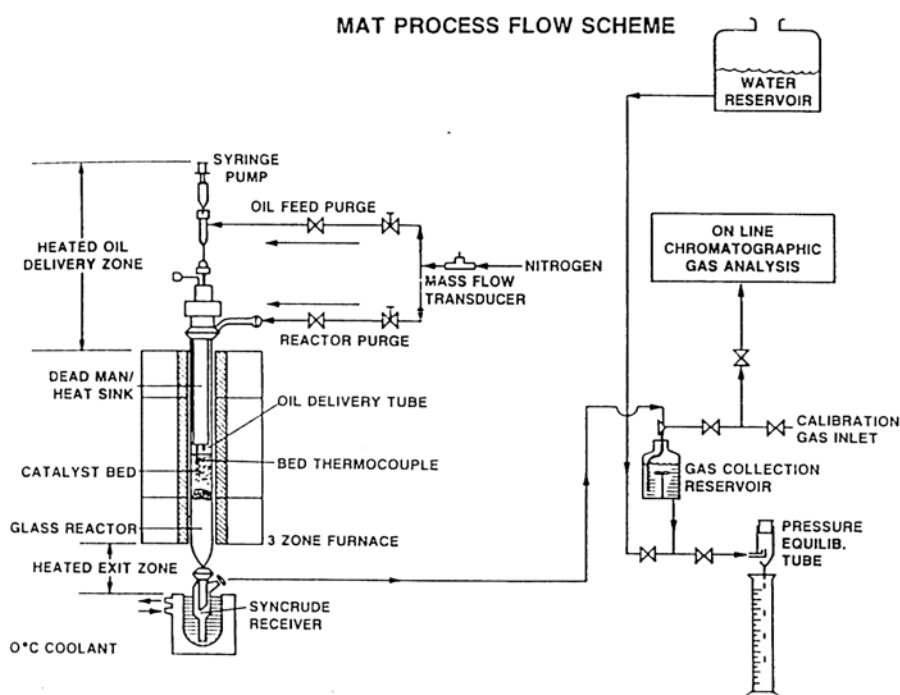 MAT PROCESS FLOW SCHEME
WATER
RESERVOIR
SYRINGE
PUMP
OIL FEED PURGE
HEATED OIL
DELIVERY ZONE
NITROGEN
MASS FLOW
TRANSDUCER
REACTOR PURGE
ON LINE
CHROMATOGRAPHIC
GAS ANALYSIS
DEAD MAN/
HEAT SINK
OIL DELIVERY TUBE
BED THERMOCOUPLE
CATALYST BED
GLASS REACTOR
3 ZONE FURNACE
HEATED EXIT ZONE
SYNCRUDE
RECEIVER
0°C COOLANT
CALIBRATION
GAS INLET
GAS COLLECTION
RESERVOIR
PRESSURE
EQUILIB.
TUBE